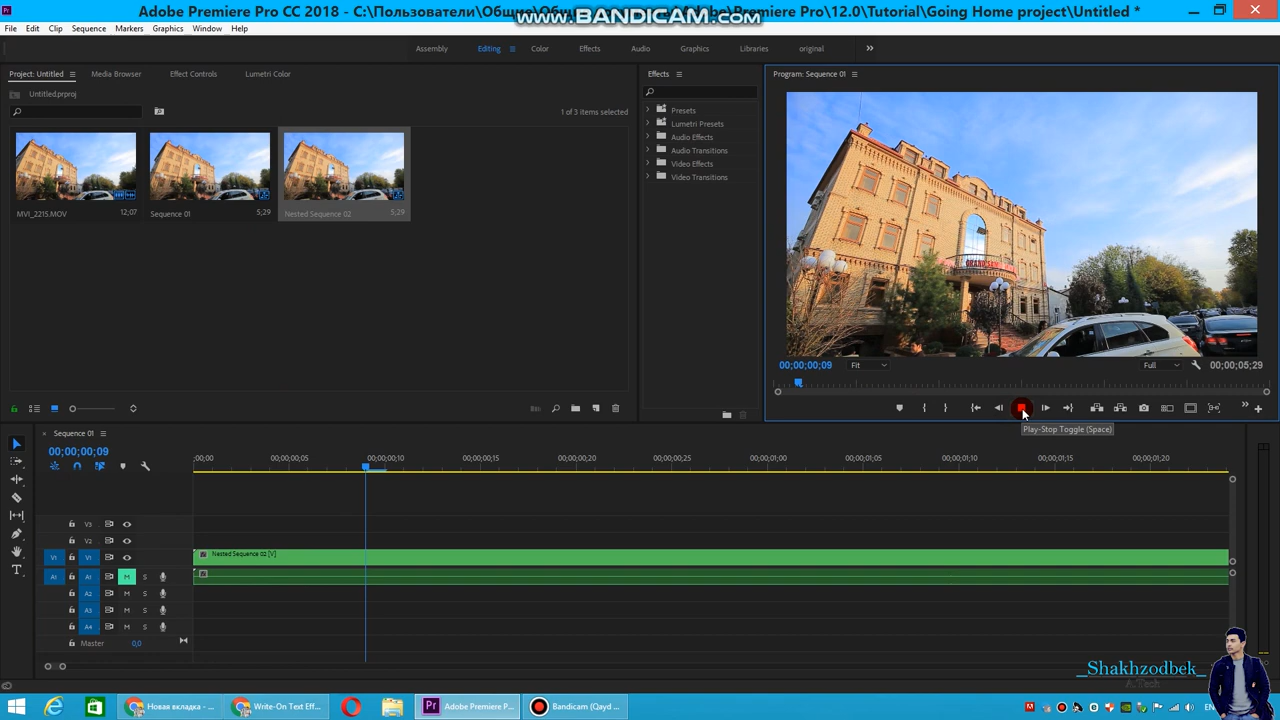 Adobe Premiere Pro CC 2018 - C:\Пользователи\Общие\Общ
Premiere Pro\12.0\Tutorial\Going Home project\Untitled *
www.BANDICAM.com
File Edit Clip Sequence Markers Graphics Window Help
Assembly Editing Color Effects Audio Graphics Libraries original
Project: Untitled Media Browser Effect Controls Lumetri Color
Effects
Program: Sequence 01
Untitled.prproj
1 of 3 items selected
Presets
Lumetri Presets
Audio Effects
Audio Transitions
Video Effects
Video Transitions
MVI_2215.MOV 12;07
Sequence 01 5;29
Nested Sequence 02 5;29
00;00;00;09 Fit Full 00;00;05;29
Play-Stop Toggle (Space)
Sequence 01
00;00;00;09
;00;00 00;00;00;05 00;00;00;10 00;00;00;15 00;00;00;20 00;00;00;25 00;00;01;00 00;00;01;05 00;00;01;10 00;00;01;15 00;00;01;20
V3
V2
V1 V1 Nested Sequence 02 [V]
A1 A1 M S
A2 M S
A3 M S
A4 M S
Master 0,0
_Shakhzodbek_
Новая вкладка - ... Write-On Text Eff... Adobe Premiere P... Bandicam (Qayd ...